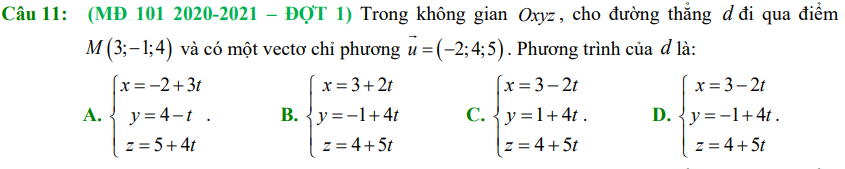 Câu 11: (MĐ 101 2020-2021 – ĐỢT 1) Trong không gian Oxyz, cho đường thẳng d đi qua điểm
M(3;−1;4) và có một vectơ chỉ phương u⃗ = (−2;4;5). Phương trình của d là:
A. { x = −2 + 3t B. { x = 3 + 2t C. { x = 3 − 2t D. { x = 3 − 2t
y = 4 − t . y = −1 + 4t y = 1 + 4t . y = −1 + 4t .
z = 5 + 4t z = 4 + 5t z = 4 + 5t z = 4 + 5t